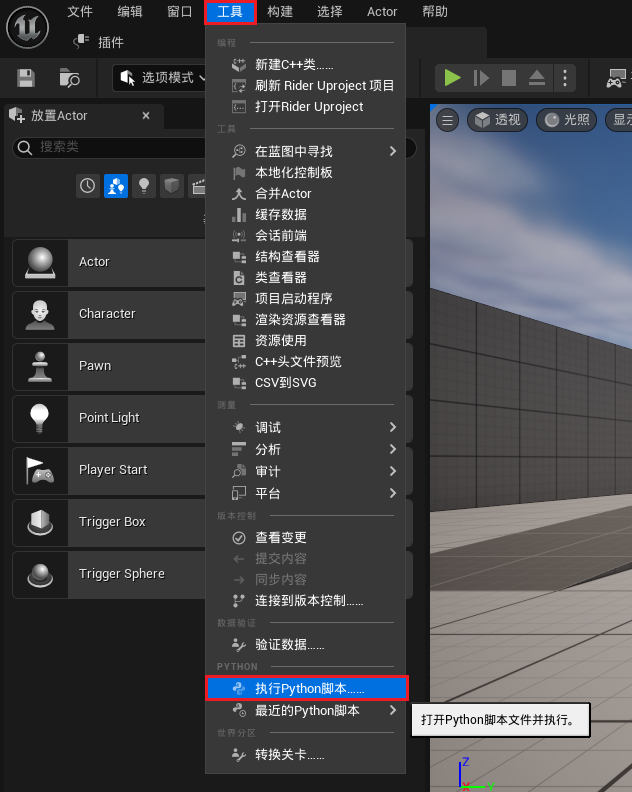 文件 编辑 窗口 工具 构建 选择 Actor 帮助
插件
选项模式
放置Actor
搜索类
Actor
Character
Pawn
Point Light
Player Start
Trigger Box
Trigger Sphere
编程
新建C++类......
刷新 Rider Uproject 项目
打开Rider Uproject
工具
在蓝图中寻找
本地化控制板
合并Actor
缓存数据
会话前端
结构查看器
类查看器
项目启动程序
渲染资源查看器
资源使用
C++头文件预览
CSV到SVG
测量
调试
分析
审计
平台
版本控制
查看变更
提交内容
同步内容
连接到版本控制......
数据验证
验证数据......
PYTHON
执行Python脚本......
最近的Python脚本
世界分区
转换关卡......
打开Python脚本文件并执行。
透视 光照
Z
X